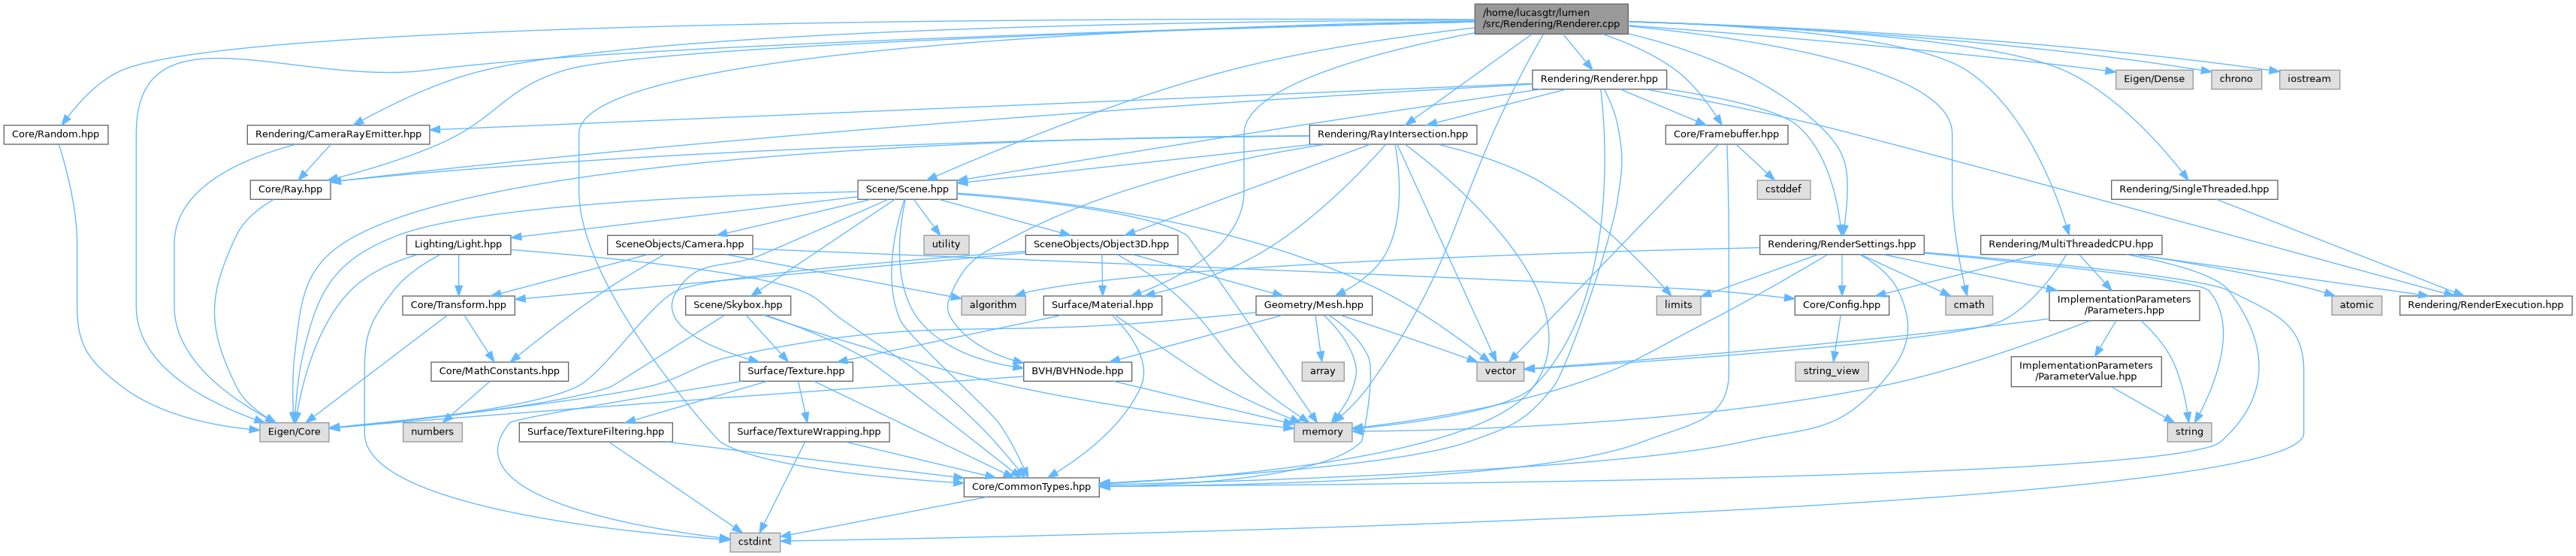 /home/lucasgtr/lumen
/src/Rendering/Renderer.cpp
Rendering/Renderer.hpp
Eigen/Dense
chrono
iostream
Core/Random.hpp
Rendering/CameraRayEmitter.hpp
Rendering/RayIntersection.hpp
Core/Framebuffer.hpp
Core/Ray.hpp
Scene/Scene.hpp
cstddef
Rendering/SingleThreaded.hpp
Lighting/Light.hpp
SceneObjects/Camera.hpp
utility
SceneObjects/Object3D.hpp
Rendering/RenderSettings.hpp
Rendering/MultiThreadedCPU.hpp
Core/Transform.hpp
Scene/Skybox.hpp
algorithm
Surface/Material.hpp
Geometry/Mesh.hpp
limits
Core/Config.hpp
cmath
ImplementationParameters
/Parameters.hpp
atomic
Rendering/RenderExecution.hpp
Core/MathConstants.hpp
Surface/Texture.hpp
BVH/BVHNode.hpp
array
vector
string_view
ImplementationParameters
/ParameterValue.hpp
Eigen/Core
numbers
Surface/TextureFiltering.hpp
Surface/TextureWrapping.hpp
memory
string
Core/CommonTypes.hpp
cstdint